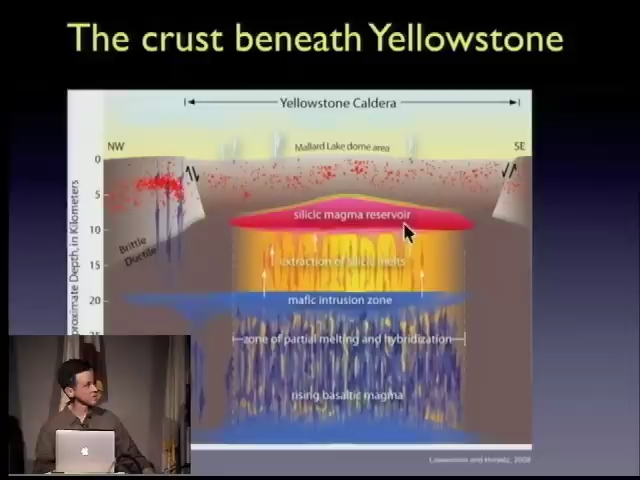 The crust beneath Yellowstone
Yellowstone Caldera
NW
Mallard Lake dome area
SE
0
5
silicic magma reservoir
10
Brittle
Ductile
15
extraction of silicic melts
20
mafic intrusion zone
zone of partial melting and hybridization
rising basaltic magma
proximate Depth, in Kilometers
Lowenstern and Hurwitz, 2008